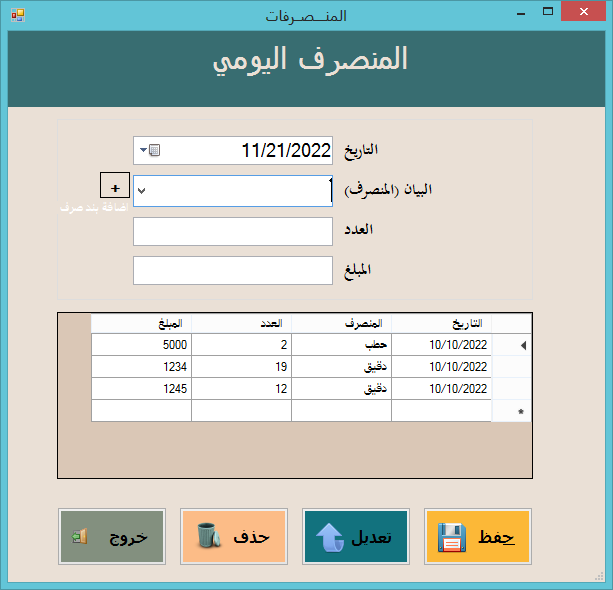 المنـــصـرفات
المنصرف اليومي
التاريخ 11/21/2022
البيان (المنصرف) +
اضافة بند صرف
العدد
المبلغ
التاريخ المنصرف العدد المبلغ
10/10/2022 حطب 2 5000
10/10/2022 دقيق 19 1234
10/10/2022 دقيق 12 1245
حفظ تعديل حذف خروج